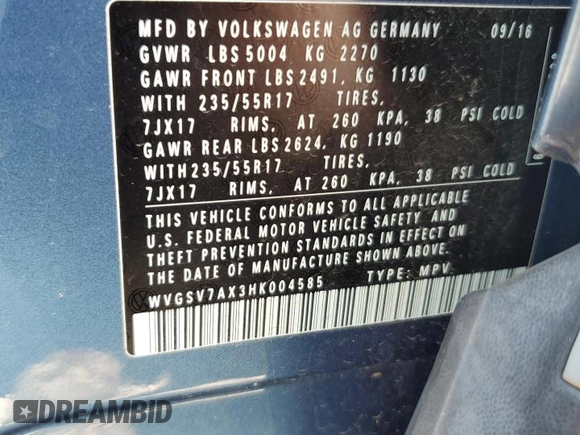 MFD BY VOLKSWAGEN AG GERMANY 09/16
GVWR LBS 5004 KG 2270
GAWR FRONT LBS 2491, KG 1130
WITH 235/55R17 TIRES,
7JX17 RIMS, AT 260 KPA, 38 PSI COLD
GAWR REAR LBS 2624, KG 1190
WITH 235/55R17 TIRES,
7JX17 RIMS, AT 260 KPA, 38 PSI COLD
THIS VEHICLE CONFORMS TO ALL APPLICABLE
U.S. FEDERAL MOTOR VEHICLE SAFETY AND
THEFT PREVENTION STANDARDS IN EFFECT ON
THE DATE OF MANUFACTURE SHOWN ABOVE.
WVGSV7AX3HK004585 TYPE: MPV
DREAMBID